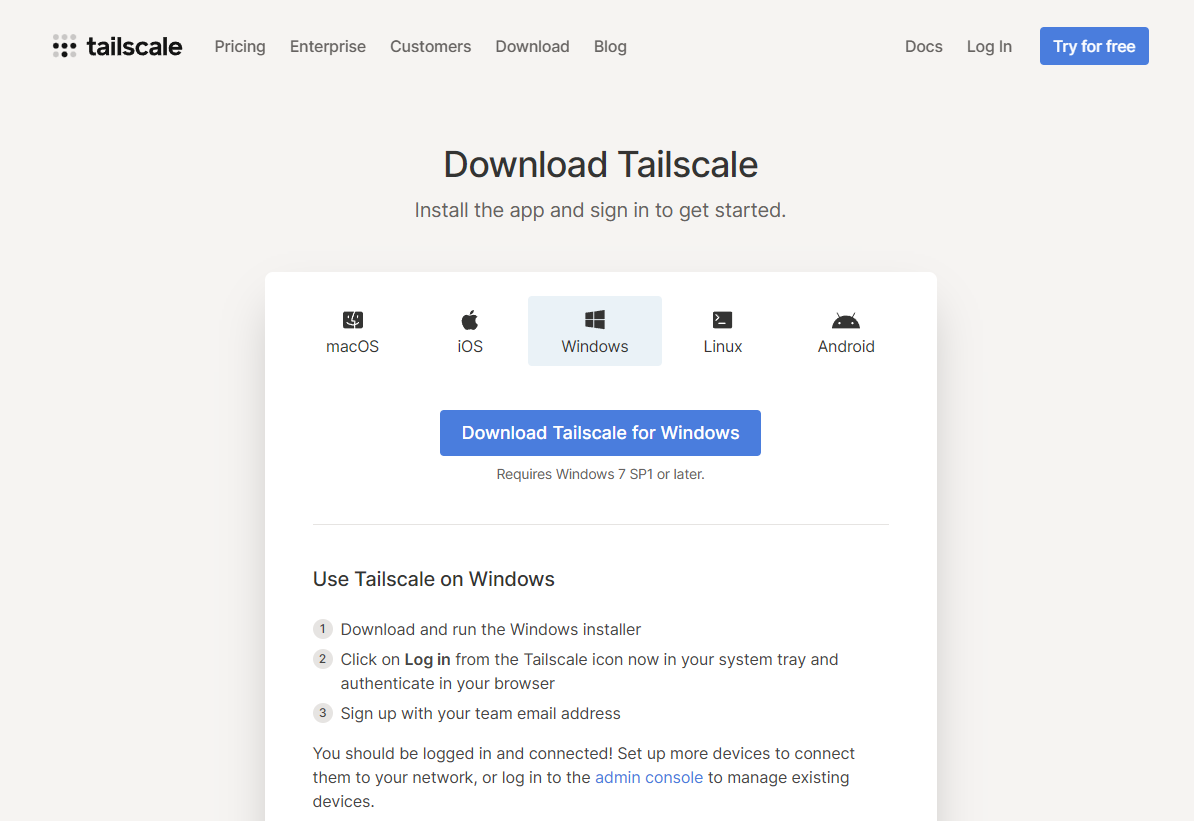 tailscale Pricing Enterprise Customers Download Blog Docs Log In Try for free
Download Tailscale
Install the app and sign in to get started.
macOS iOS Windows Linux Android
Download Tailscale for Windows
Requires Windows 7 SP1 or later.
Use Tailscale on Windows
1 Download and run the Windows installer
2 Click on Log in from the Tailscale icon now in your system tray and
authenticate in your browser
3 Sign up with your team email address
You should be logged in and connected! Set up more devices to connect
them to your network, or log in to the admin console to manage existing
devices.